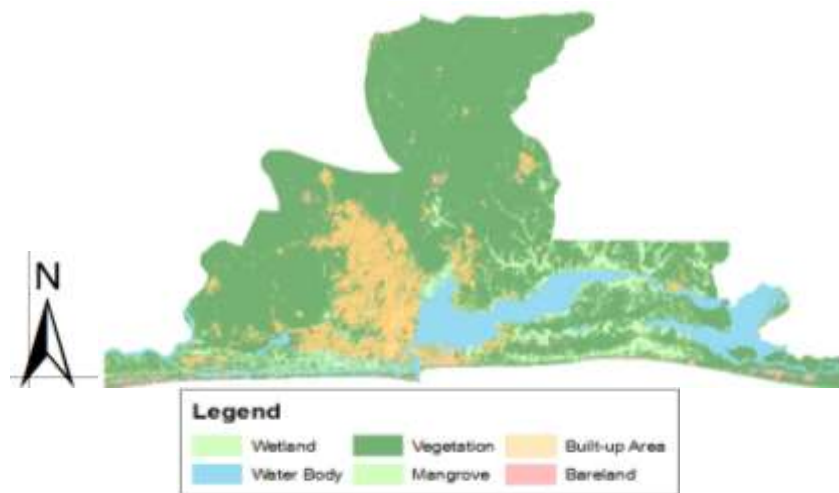 N
Legend
Wetland Vegetation Built-up Area
Water Body Mangrove Bareland